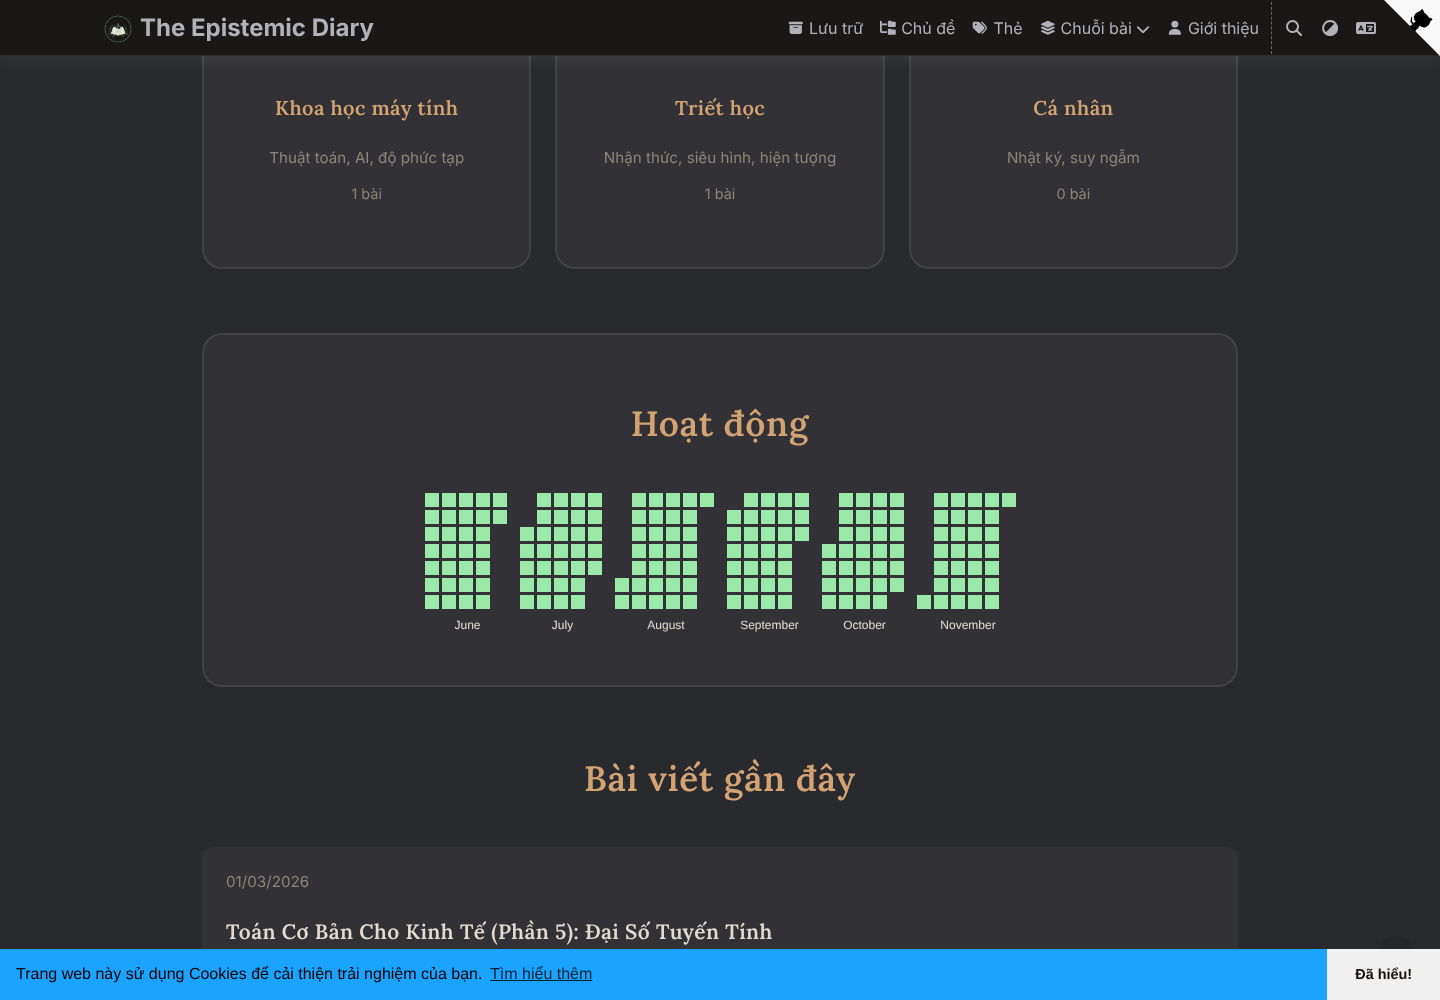 The Epistemic Diary
Lưu trữ
Chủ đề
Thẻ
Chuỗi bài
Giới thiệu
Khoa học máy tính
Thuật toán, AI, độ phức tạp
1 bài
Triết học
Nhận thức, siêu hình, hiện tượng
1 bài
Cá nhân
Nhật ký, suy ngẫm
0 bài
Hoạt động
June
July
August
September
October
November
Bài viết gần đây
01/03/2026
Toán Cơ Bản Cho Kinh Tế (Phần 5): Đại Số Tuyến Tính
Trang web này sử dụng Cookies để cải thiện trải nghiệm của bạn. Tìm hiểu thêm
Đã hiểu!